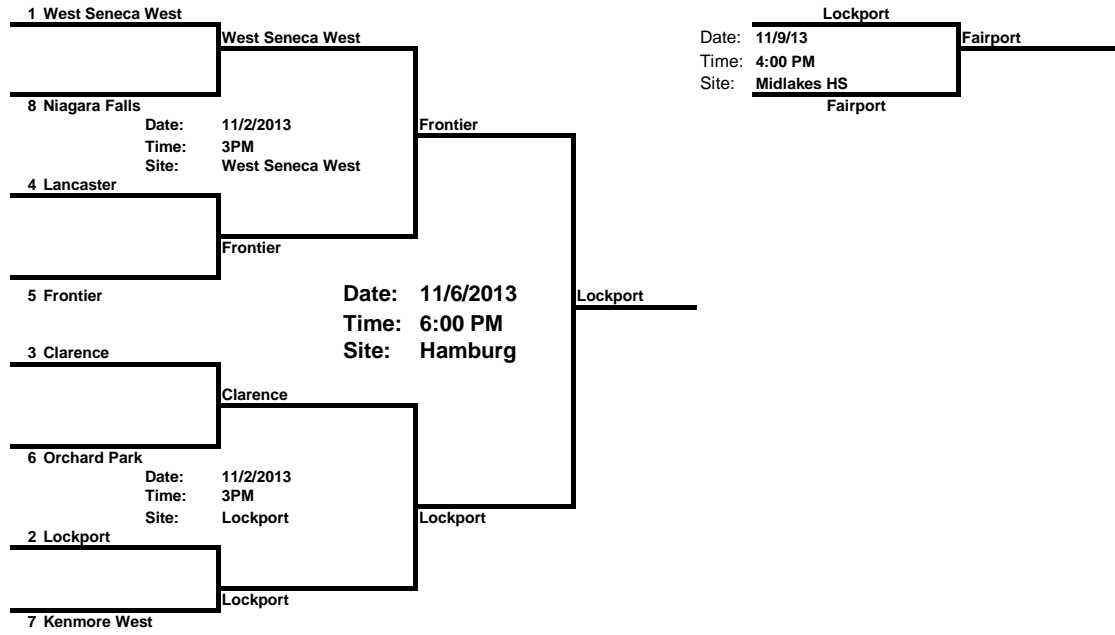 1 West Seneca West
West Seneca West
8 Niagara Falls
Date: 11/2/2013
Time: 3PM
Site: West Seneca West
Frontier
4 Lancaster
Frontier
5 Frontier
Date: 11/6/2013
Time: 6:00 PM
Site: Hamburg
Lockport
3 Clarence
Clarence
6 Orchard Park
Date: 11/2/2013
Time: 3PM
Site: Lockport
Lockport
2 Lockport
Lockport
7 Kenmore West
Lockport
Date: 11/9/13
Time: 4:00 PM
Site: Midlakes HS
Fairport
Fairport